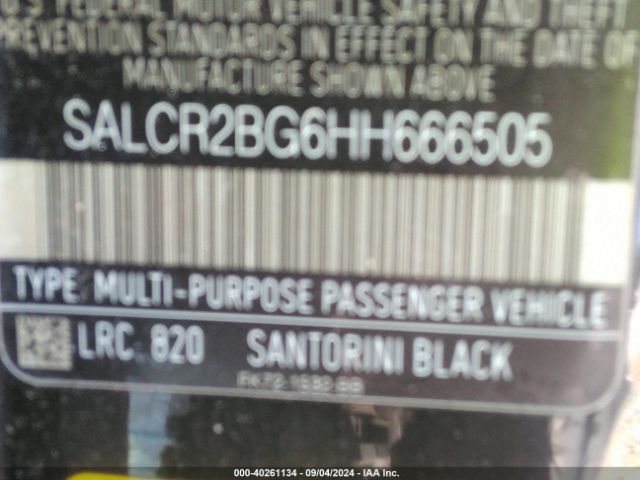 U.S. FEDERAL MOTOR VEHICLE SAFETY AND THEFT
PREVENTION STANDARDS IN EFFECT ON THE DATE OF
MANUFACTURE SHOWN ABOVE
SALCR2BG6HH666505
TYPE MULTI-PURPOSE PASSENGER VEHICLE
LRC 820 SANTORINI BLACK
000-40261134 - 09/04/2024 - IAA Inc.